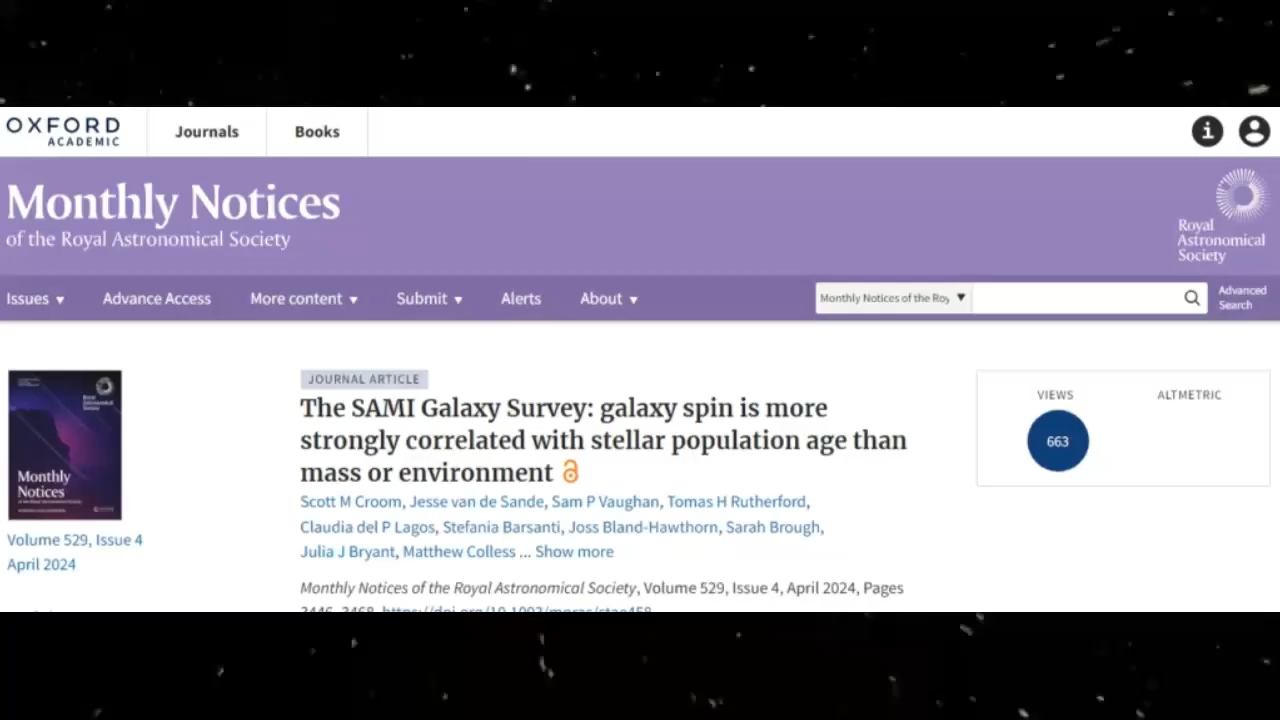 OXFORD
ACADEMIC
Journals
Books
Monthly Notices
of the Royal Astronomical Society
Royal
Astronomical
Society
Issues ▼
Advance Access
More content ▼
Submit ▼
Alerts
About ▼
Monthly Notices of the Roy ▼
Advanced
Search
Monthly
Notices
Volume 529, Issue 4
April 2024
JOURNAL ARTICLE
The SAMI Galaxy Survey: galaxy spin is more
strongly correlated with stellar population age than
mass or environment
Scott M Croom, Jesse van de Sande, Sam P Vaughan, Tomas H Rutherford,
Claudia del P Lagos, Stefania Barsanti, Joss Bland-Hawthorn, Sarah Brough,
Julia J Bryant, Matthew Colless ... Show more
Monthly Notices of the Royal Astronomical Society, Volume 529, Issue 4, April 2024, Pages
VIEWS
663
ALTMETRIC